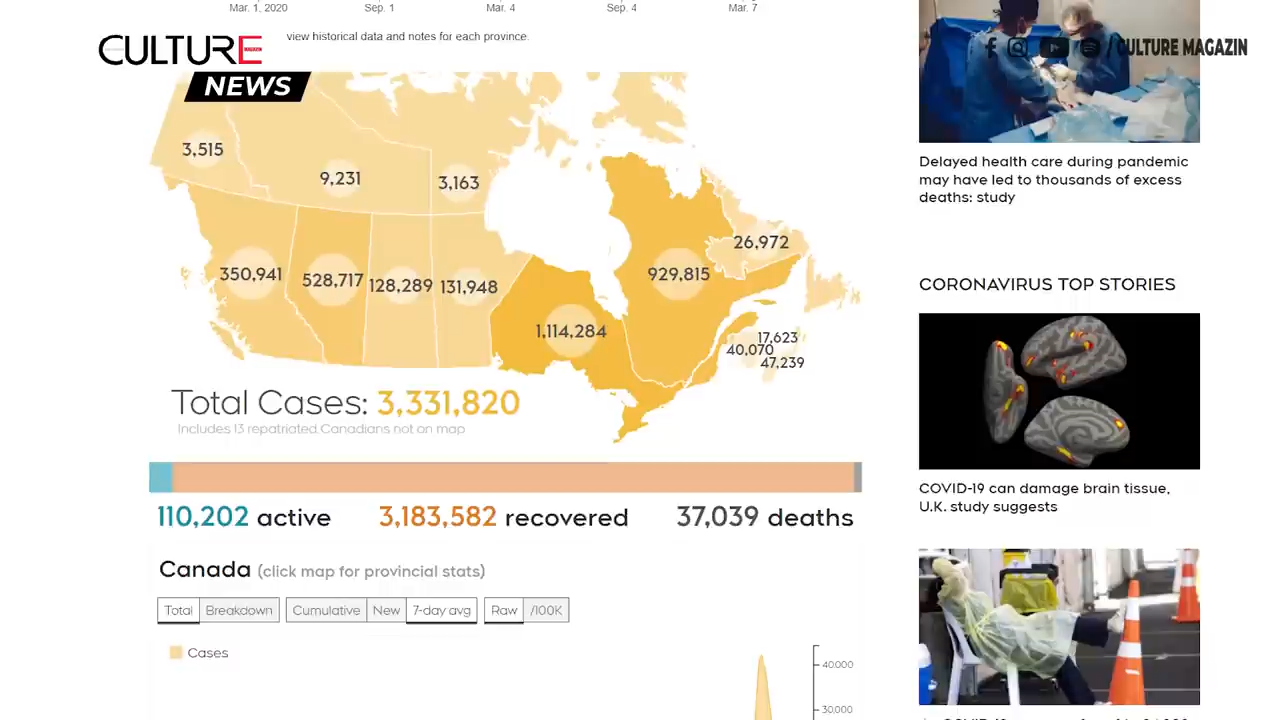 Mar. 1, 2020 Sep. 1 Mar. 4 Sep. 4 Mar. 7
view historical data and notes for each province.
CULTURE
NEWS
/ CULTURE MAGAZIN
3,515
9,231
3,163
350,941
528,717
128,289
131,948
1,114,284
929,815
26,972
17,623
40,070
47,239
Total Cases: 3,331,820
Includes 13 repatriated Canadians not on map
110,202 active 3,183,582 recovered 37,039 deaths
Canada (click map for provincial stats)
Total Breakdown Cumulative New 7-day avg Raw /100K
Cases
40,000
30,000
Delayed health care during pandemic
may have led to thousands of excess
deaths: study
CORONAVIRUS TOP STORIES
COVID-19 can damage brain tissue,
U.K. study suggests